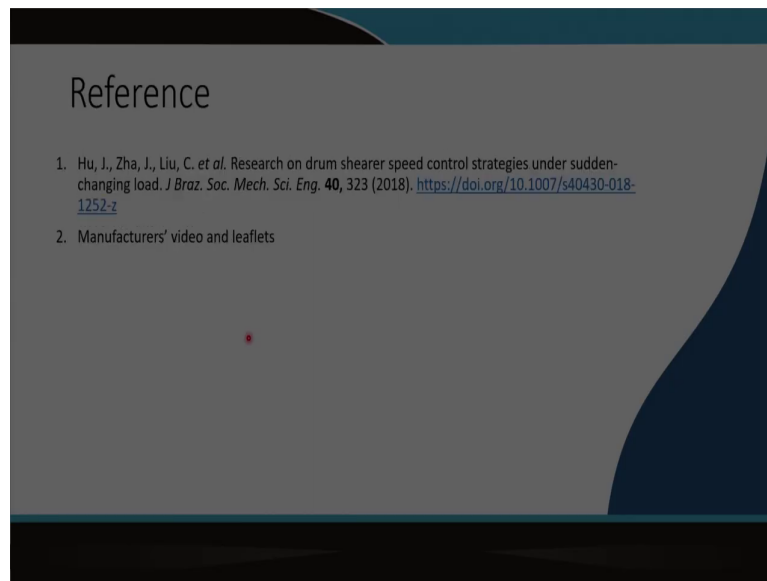 Reference
1. Hu, J., Zha, J., Liu, C. et al. Research on drum shearer speed control strategies under sudden-
changing load. J Braz. Soc. Mech. Sci. Eng. 40, 323 (2018). https://doi.org/10.1007/s40430-018-
1252-z
2. Manufacturers' video and leaflets